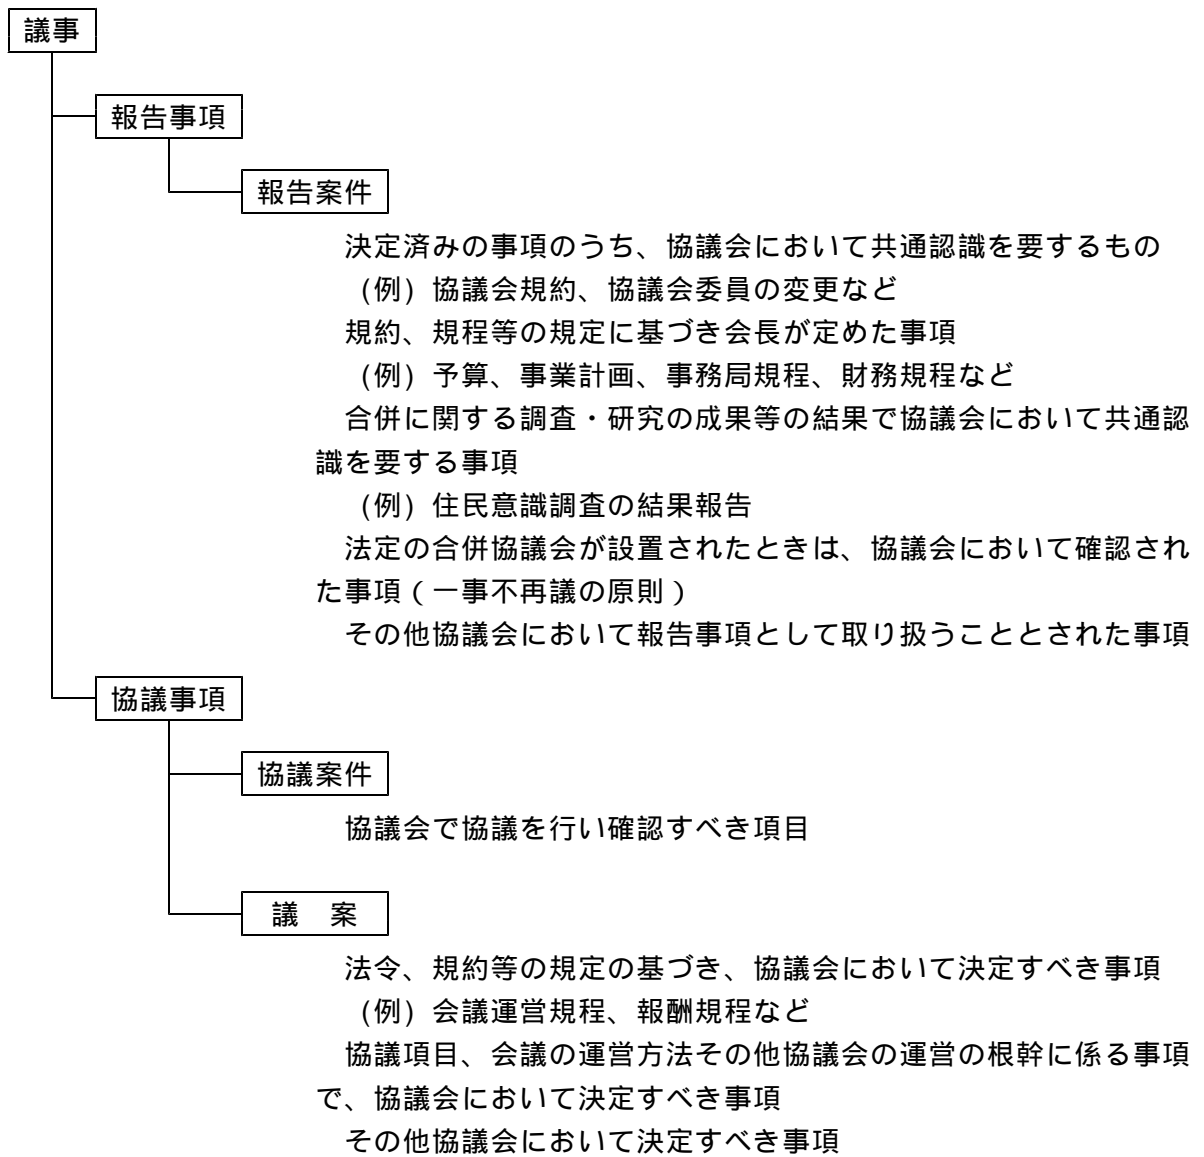 議事
報告事項
報告案件
決定済みの事項のうち、協議会において共通認識を要するもの
(例)協議会規約、協議会委員の変更など
規約、規程等の規定に基づき会長が定めた事項
(例)予算、事業計画、事務局規程、財務規程など
合併に関する調査・研究の成果等の結果で協議会において共通認
識を要する事項
(例)住民意識調査の結果報告
法定の合併協議会が設置されたときは、協議会において確認され
た事項(一事不再議の原則)
その他協議会において報告事項として取り扱うこととされた事項
協議事項
協議案件
協議会で協議を行い確認すべき項目
議 案
法令、規約等の規定の基づき、協議会において決定すべき事項
(例)会議運営規程、報酬規程など
協議項目、会議の運営方法その他協議会の運営の根幹に係る事項
で、協議会において決定すべき事項
その他協議会において決定すべき事項